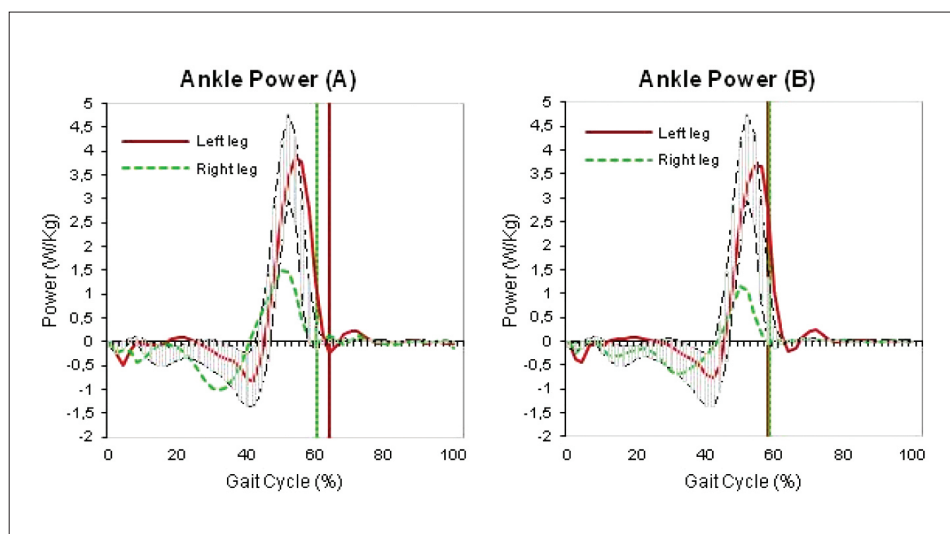 Ankle Power (A)
5
4,5
4
3,5
3
2,5
2
1,5
1
0,5
0
-0,5
-1
-1,5
-2
Power (W/Kg)
Left leg
Right leg
0 20 40 60 80 100
Gait Cycle (%)
Ankle Power (B)
5
4,5
4
3,5
3
2,5
2
1,5
1
0,5
0
-0,5
-1
-1,5
-2
Power (W/Kg)
Left leg
Right leg
0 20 40 60 80 100
Gait Cycle (%)